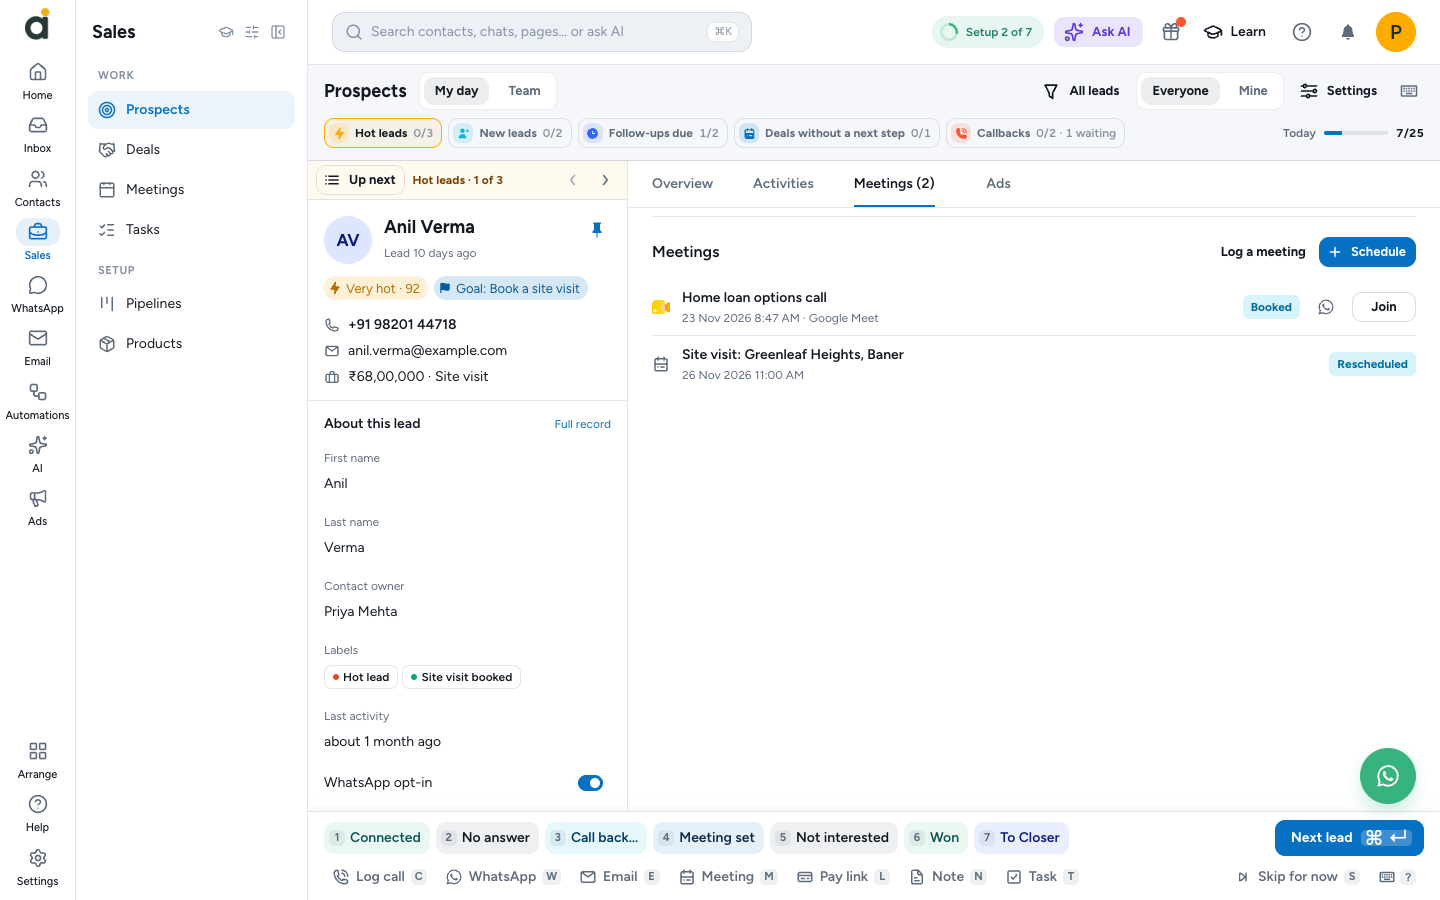 Sales
WORK
Prospects
Deals
Meetings
Tasks
SETUP
Pipelines
Products
Home
Inbox
Contacts
Sales
WhatsApp
Email
Automations
AI
Ads
Arrange
Help
Settings
Search contacts, chats, pages... or ask AI
⌘K
Setup 2 of 7
Ask AI
Learn
P
Prospects
My day
Team
All leads
Everyone
Mine
Settings
Hot leads 0/3
New leads 0/2
Follow-ups due 1/2
Deals without a next step 0/1
Callbacks 0/2 · 1 waiting
Today
7/25
Up next
Hot leads · 1 of 3
AV
Anil Verma
Lead 10 days ago
Very hot · 92
Goal: Book a site visit
+91 98201 44718
anil.verma@example.com
₹68,00,000 · Site visit
About this lead
Full record
First name
Anil
Last name
Verma
Contact owner
Priya Mehta
Labels
Hot lead
Site visit booked
Last activity
about 1 month ago
WhatsApp opt-in
Overview
Activities
Meetings (2)
Ads
Meetings
Log a meeting
+ Schedule
Home loan options call
23 Nov 2026 8:47 AM · Google Meet
Booked
Join
Site visit: Greenleaf Heights, Baner
26 Nov 2026 11:00 AM
Rescheduled
1 Connected
2 No answer
3 Call back...
4 Meeting set
5 Not interested
6 Won
7 To Closer
Next lead ⌘ ↵
Log call C
WhatsApp W
Email E
Meeting M
Pay link L
Note N
Task T
Skip for now S
?